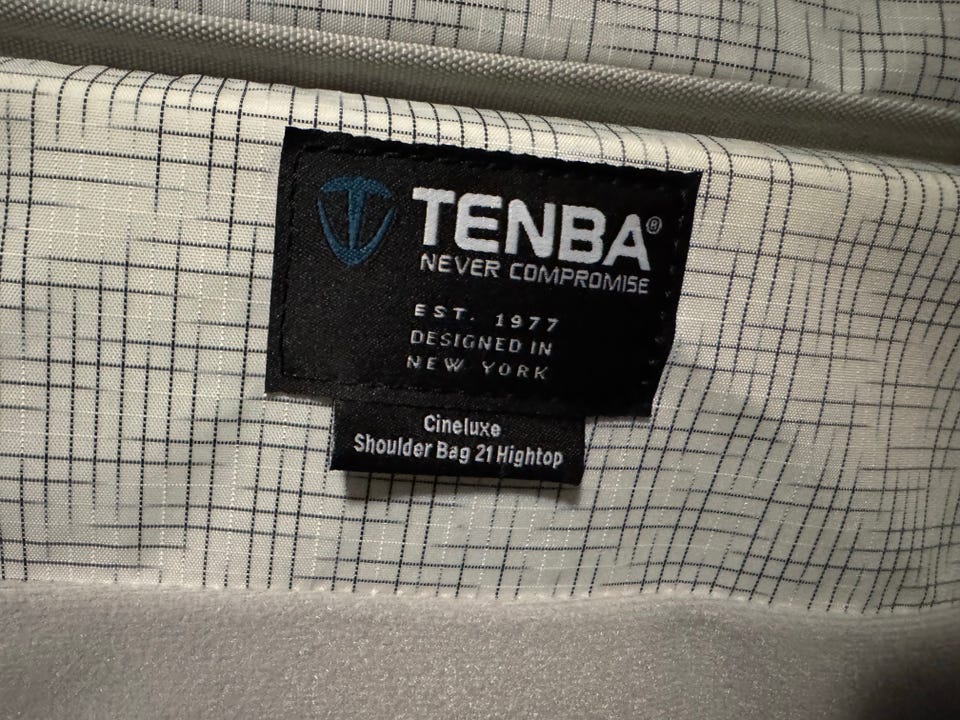 TENBA®
NEVER COMPROMISE
EST. 1977
DESIGNED IN
NEW YORK
Cineluxe
Shoulder Bag 21 Hightop